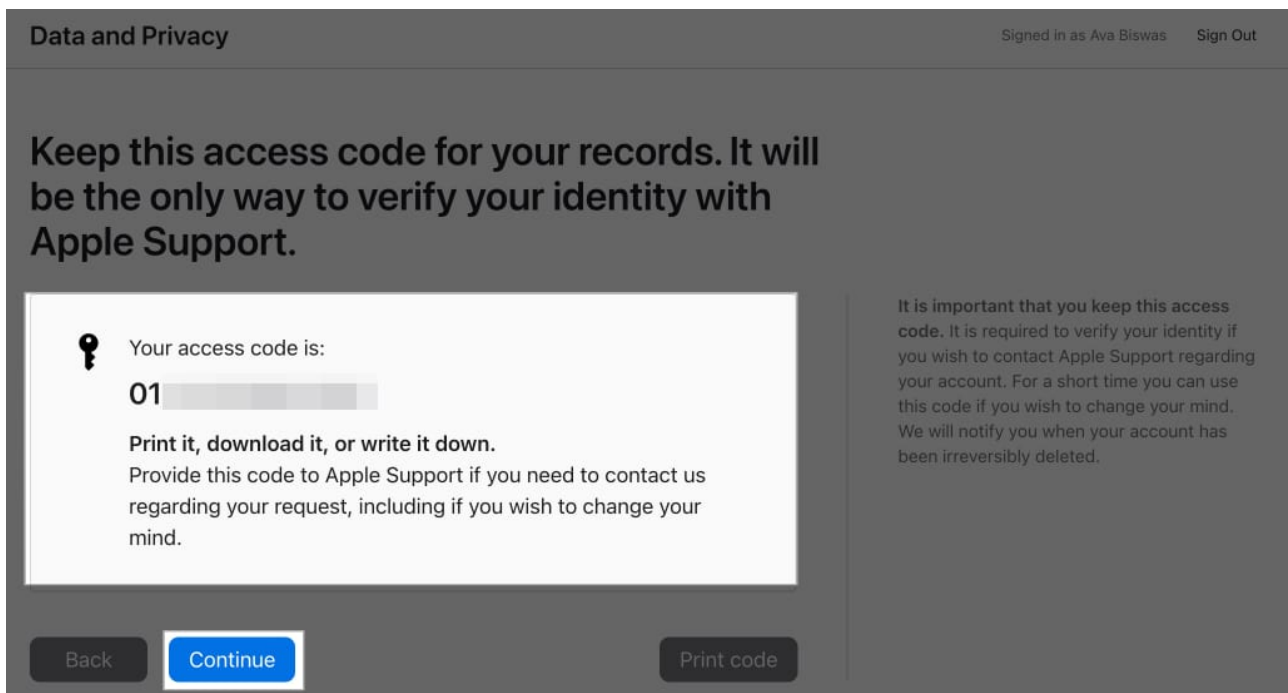 Data and Privacy
Signed in as Ava Biswas
Sign Out
Keep this access code for your records. It will
be the only way to verify your identity with
Apple Support.
Your access code is:
01
Print it, download it, or write it down.
Provide this code to Apple Support if you need to contact us
regarding your request, including if you wish to change your
mind.
It is important that you keep this access
code. It is required to verify your identity if
you wish to contact Apple Support regarding
your account. For a short time you can use
this code if you wish to change your mind.
We will notify you when your account has
been irreversibly deleted.
Back
Continue
Print code